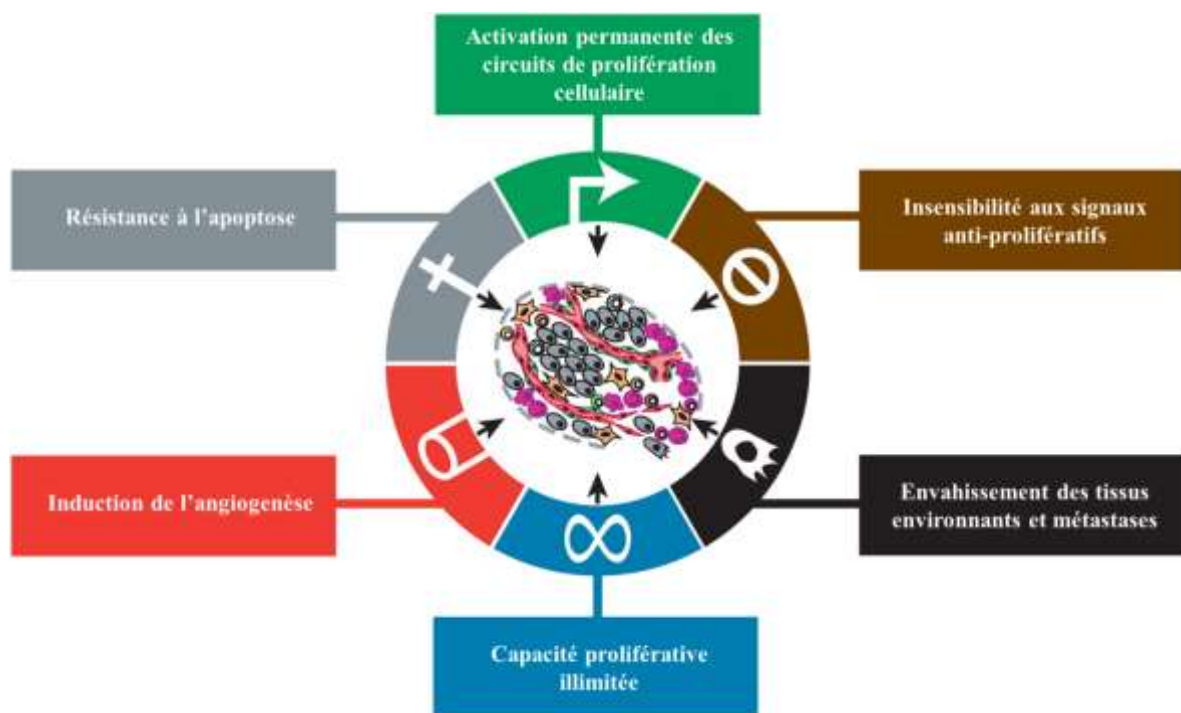 Activation permanente des
circuits de prolifération
cellulaire
Résistance à l’apoptose
Insensibilité aux signaux
anti-prolifératifs
Induction de l’angiogenèse
Envahissement des tissus
environnants et métastases
Capacité proliférative
illimitée